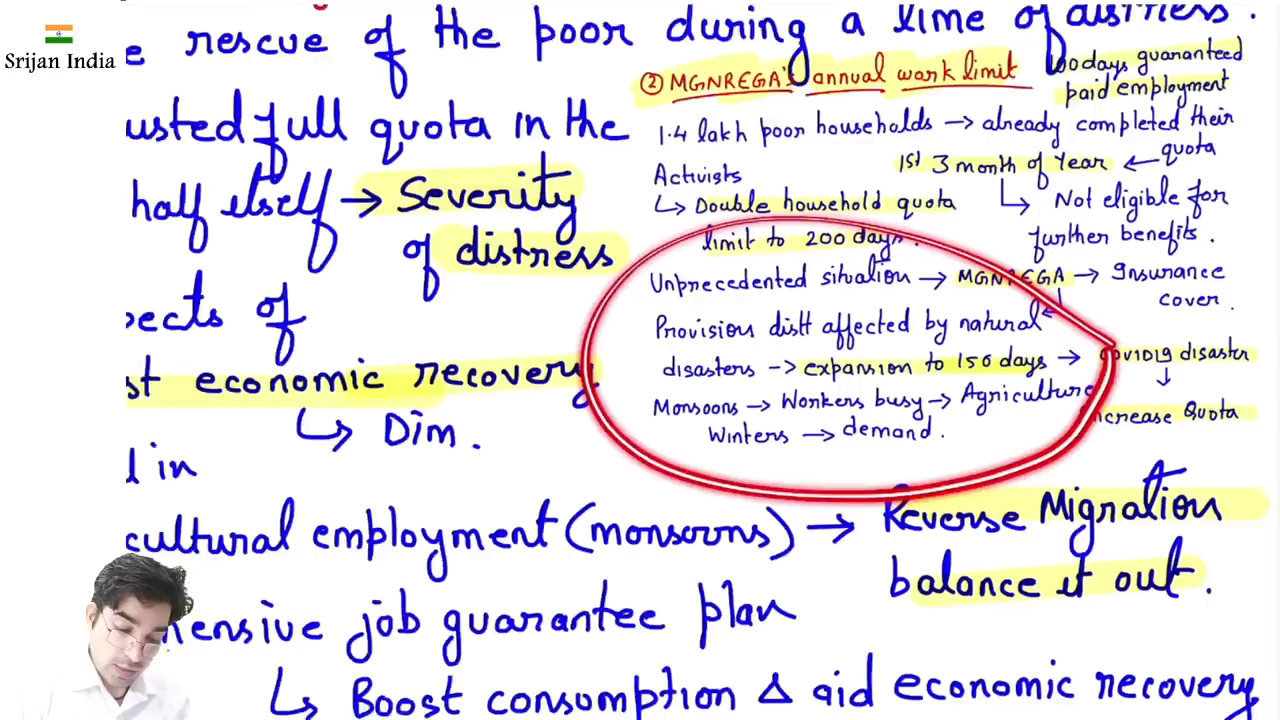 Srijan India
e rescue of the poor during a time of distress.
② MGNREGA's annual work limit
00 days guaranteed
paid employment
usted full quota in the
half itself → Severity
of distress
1.4 lakh poor households → already completed their
quota
1st 3 month of Year ←
Activists
↳ Double household quota
limit to 200 days.
↳ Not eligible for
further benefits.
Unprecedented situation → MGNREGA → Insurance
cover.
Provision distt affected by natural
disasters → expansion to 150 days → COVID19 disaster
↓
increase Quota
Monsoons → Workers busy → Agriculture
Winters → demand.
pects of
st economic recovery
↳ Dim.
l in
cultural employment (monsoons) → Reverse Migration
balance it out.
hensive job guarantee plan
↳ Boost consumption & aid economic recovery